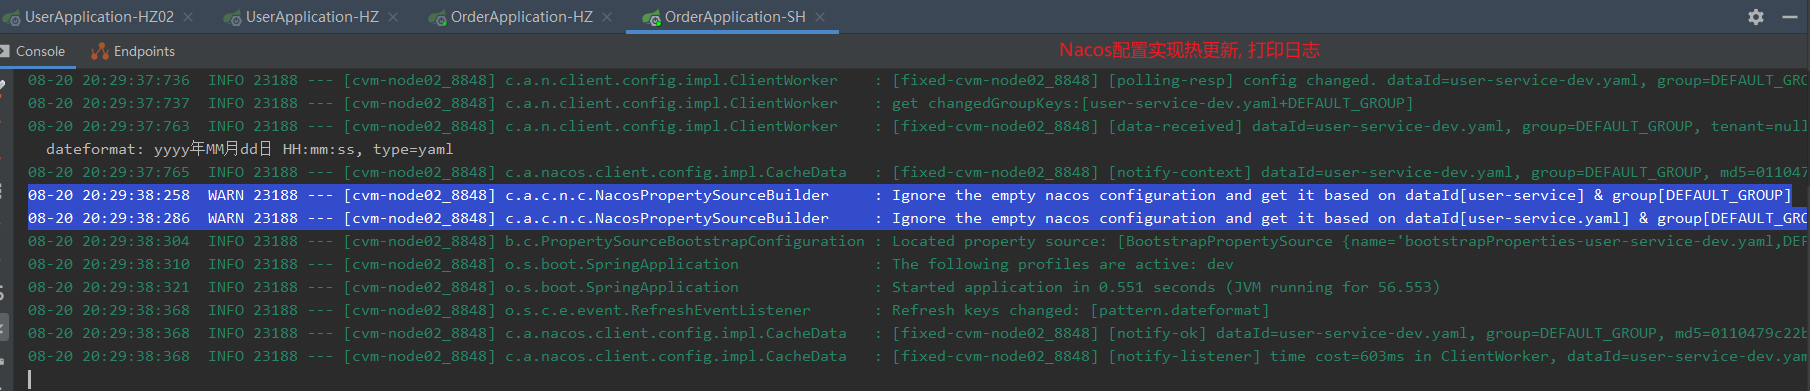 UserApplication-HZ02 UserApplication-HZ OrderApplication-HZ OrderApplication-SH
Console Endpoints Nacos配置实现热更新, 打印日志
08-20 20:29:37:736 INFO 23188 --- [cvm-node02_8848] c.a.n.client.config.impl.ClientWorker : [fixed-cvm-node02_8848] [polling-resp] config changed. dataId=user-service-dev.yaml, group=DEFAULT_GRO
08-20 20:29:37:737 INFO 23188 --- [cvm-node02_8848] c.a.n.client.config.impl.ClientWorker : get changedGroupKeys:[user-service-dev.yaml+DEFAULT_GROUP]
08-20 20:29:37:763 INFO 23188 --- [cvm-node02_8848] c.a.n.client.config.impl.ClientWorker : [fixed-cvm-node02_8848] [data-received] dataId=user-service-dev.yaml, group=DEFAULT_GROUP, tenant=null
dateformat: yyyy年MM月dd日 HH:mm:ss, type=yaml
08-20 20:29:37:765 INFO 23188 --- [cvm-node02_8848] c.a.nacos.client.config.impl.CacheData : [fixed-cvm-node02_8848] [notify-context] dataId=user-service-dev.yaml, group=DEFAULT_GROUP, md5=0110479
08-20 20:29:38:258 WARN 23188 --- [cvm-node02_8848] c.a.c.n.c.NacosPropertySourceBuilder : Ignore the empty nacos configuration and get it based on dataId[user-service] & group[DEFAULT_GROUP]
08-20 20:29:38:286 WARN 23188 --- [cvm-node02_8848] c.a.c.n.c.NacosPropertySourceBuilder : Ignore the empty nacos configuration and get it based on dataId[user-service.yaml] & group[DEFAULT_GRO
08-20 20:29:38:304 INFO 23188 --- [cvm-node02_8848] b.c.PropertySourceBootstrapConfiguration : Located property source: [BootstrapPropertySource {name='bootstrapProperties-user-service-dev.yaml,DEF
08-20 20:29:38:310 INFO 23188 --- [cvm-node02_8848] o.s.boot.SpringApplication : The following profiles are active: dev
08-20 20:29:38:321 INFO 23188 --- [cvm-node02_8848] o.s.boot.SpringApplication : Started application in 0.551 seconds (JVM running for 56.553)
08-20 20:29:38:368 INFO 23188 --- [cvm-node02_8848] o.s.c.e.event.RefreshEventListener : Refresh keys changed: [pattern.dateformat]
08-20 20:29:38:368 INFO 23188 --- [cvm-node02_8848] c.a.nacos.client.config.impl.CacheData : [fixed-cvm-node02_8848] [notify-ok] dataId=user-service-dev.yaml, group=DEFAULT_GROUP, md5=0110479c22b
08-20 20:29:38:368 INFO 23188 --- [cvm-node02_8848] c.a.nacos.client.config.impl.CacheData : [fixed-cvm-node02_8848] [notify-listener] time cost=603ms in ClientWorker, dataId=user-service-dev.yam